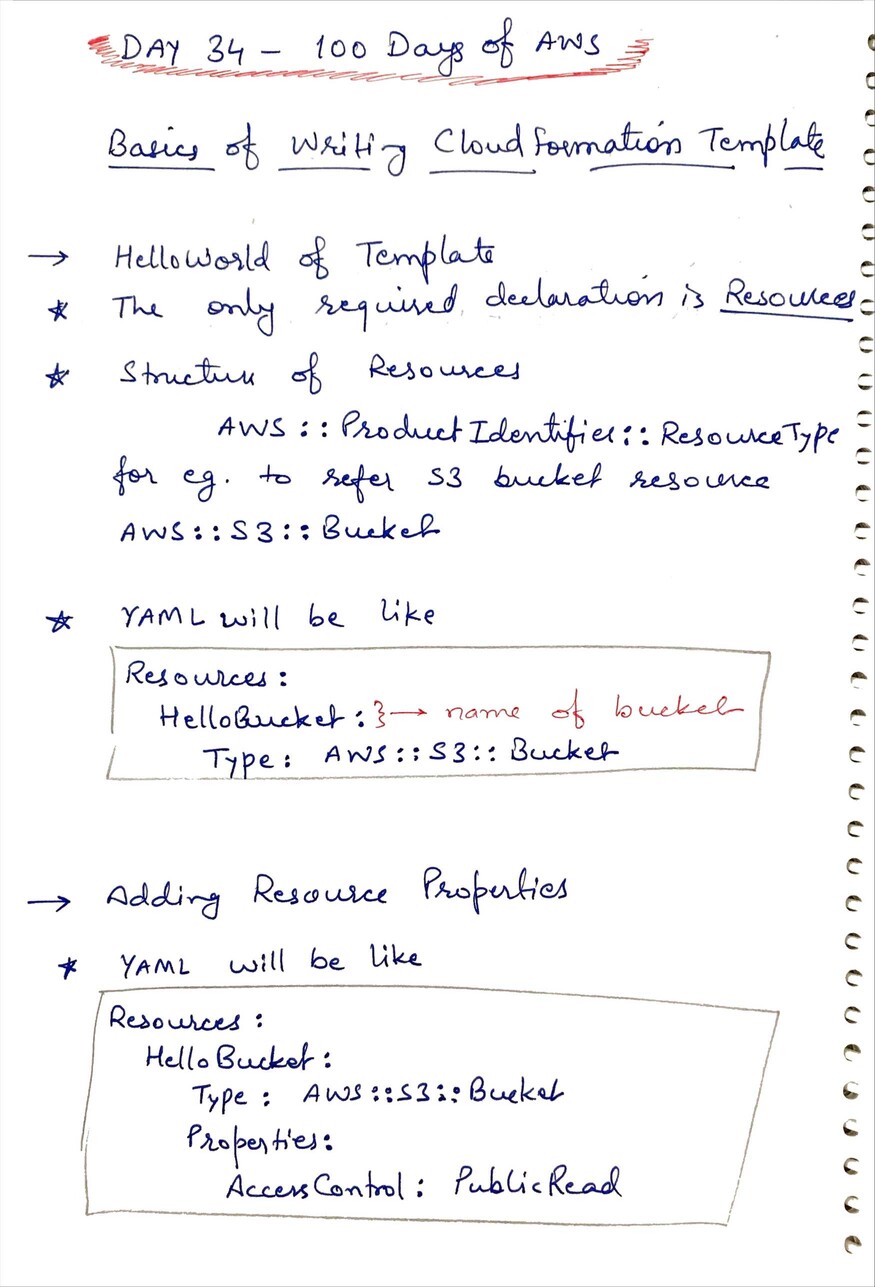 DAY 34 - 100 Days of AWS
Basics of Writing CloudFormation Template
→ HelloWorld of Template
* The only required declaration is Resources
* Structure of Resources
AWS::ProductIdentifier::ResourceType
for eg. to refer S3 bucket resource
AWS::S3::Bucket
* YAML will be like
Resources:
HelloBucket: }→ name of bucket
Type: AWS::S3::Bucket
→ Adding Resource Properties
* YAML will be like
Resources:
HelloBucket:
Type: AWS::S3::Bucket
Properties:
AccessControl: PublicRead